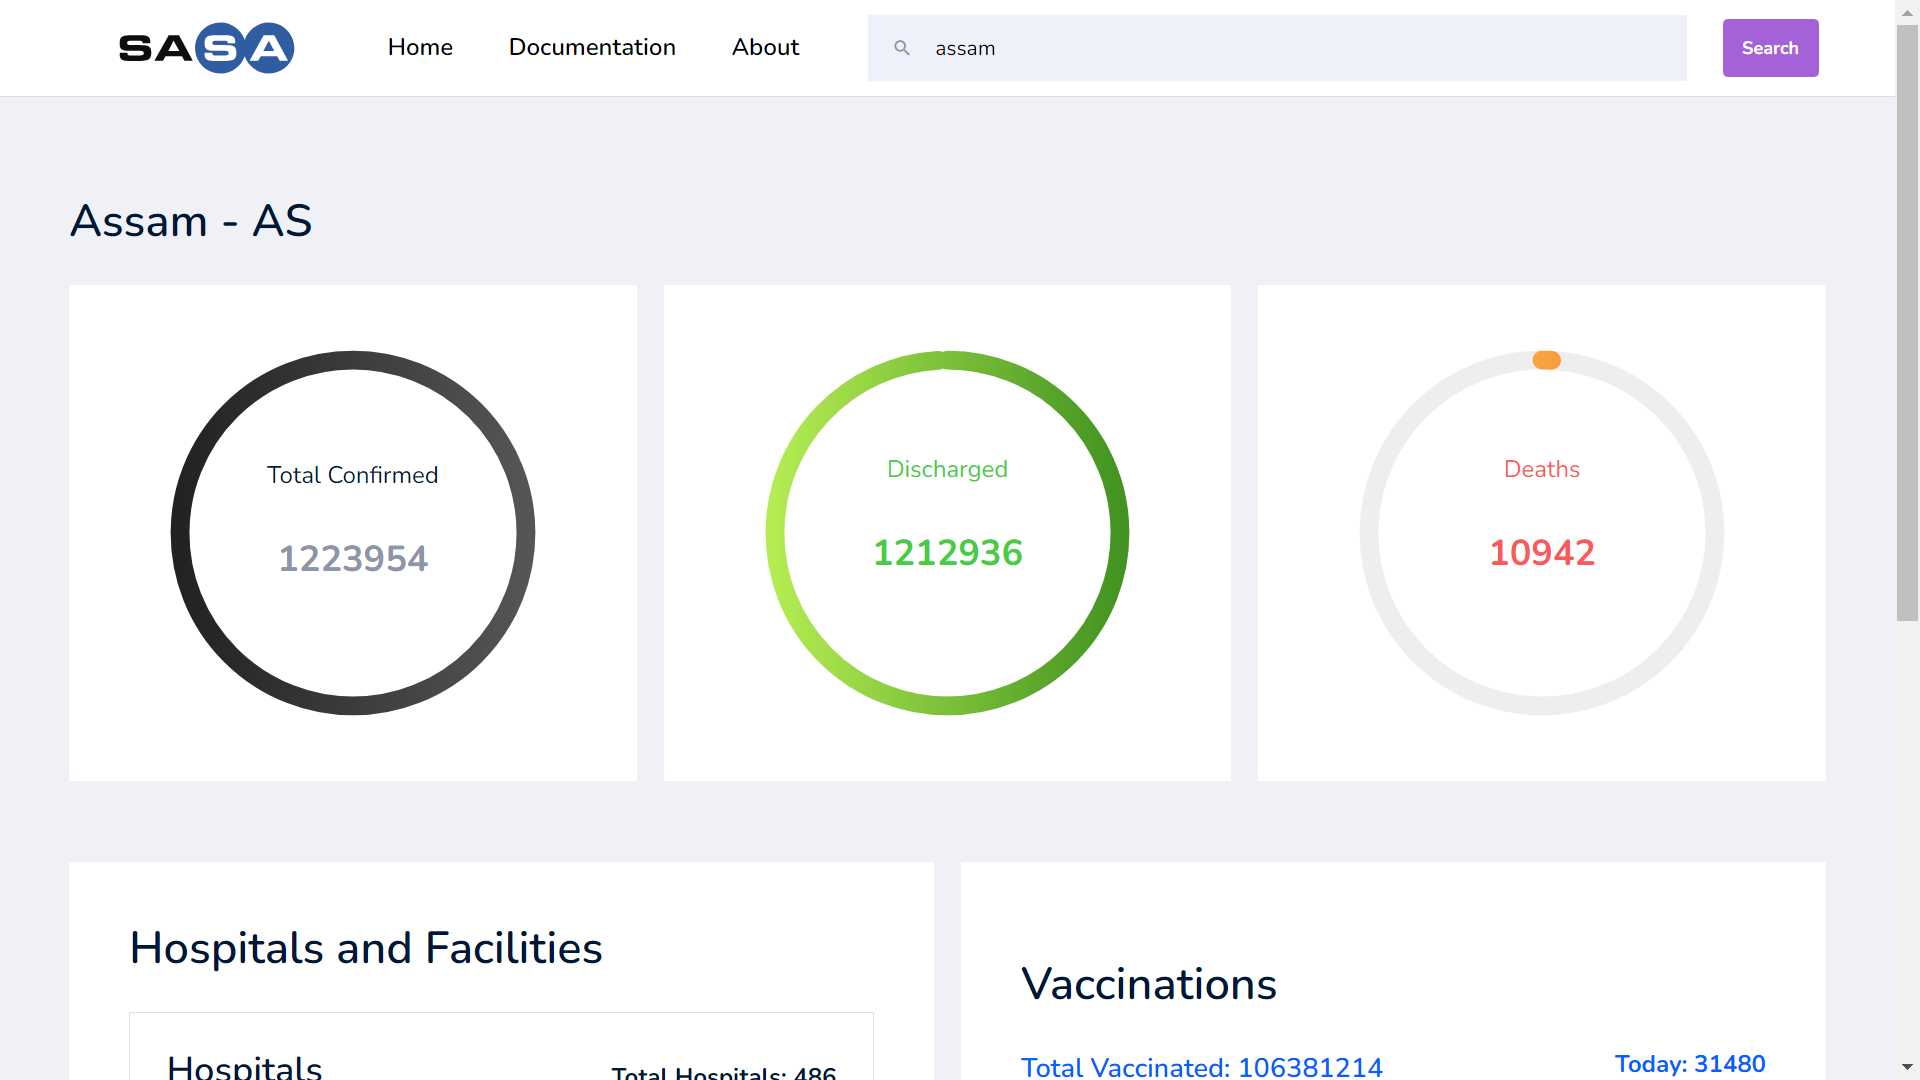 SASA Home Documentation About assam Search
Assam - AS
Total Confirmed
1223954
Discharged
1212936
Deaths
10942
Hospitals and Facilities
Hospitals
Total Hospitals: 486
Vaccinations
Total Vaccinated: 106381214
Today: 31480